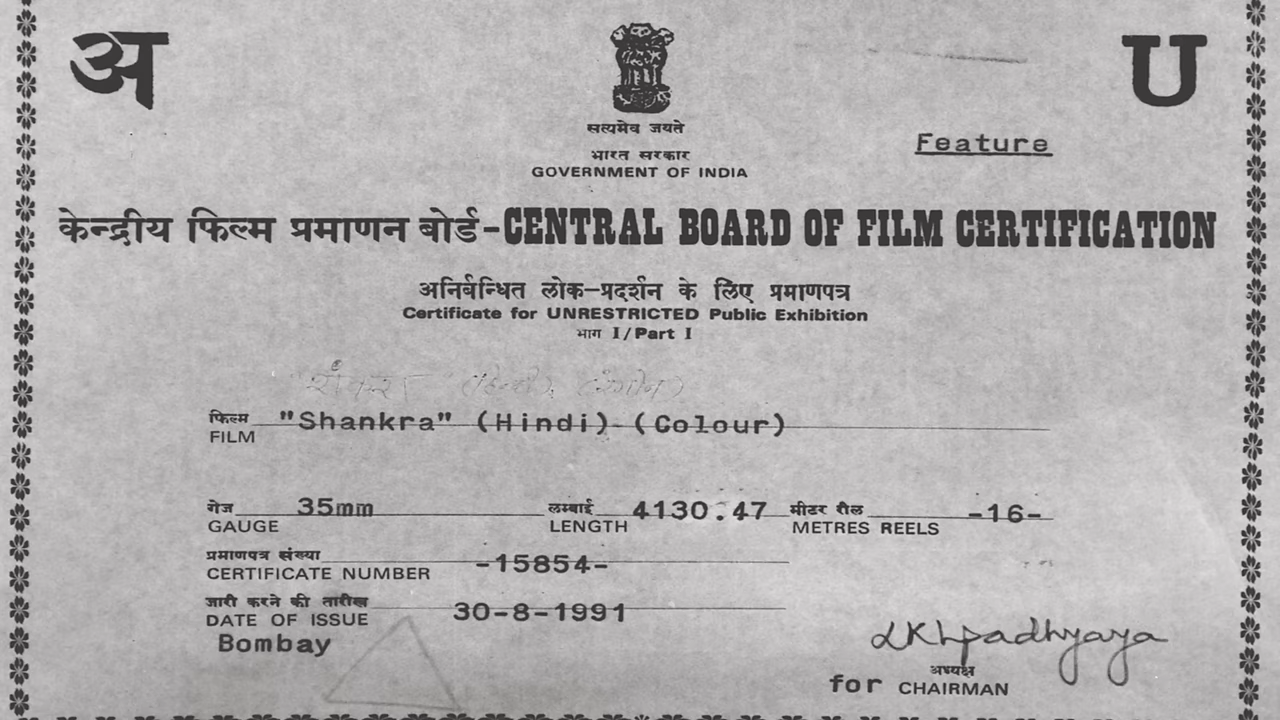 अ
U
सत्यमेव जयते
Feature
भारत सरकार
GOVERNMENT OF INDIA
केन्द्रीय फिल्म प्रमाणन बोर्ड-CENTRAL BOARD OF FILM CERTIFICATION
अनिर्बन्धित लोक-प्रदर्शन के लिए प्रमाणपत्र
Certificate for UNRESTRICTED Public Exhibition
भाग I/Part I
शंकरा (हिन्दी) (रंगीन)
फिल्म "Shankra" (Hindi) (Colour)
FILM
गेज 35mm लम्बाई 4130.47 मीटर रील -16-
GAUGE LENGTH METRES REELS
प्रमाणपत्र संख्या
CERTIFICATE NUMBER -15854-
जारी करने की तारीख
DATE OF ISSUE 30-8-1991
Bombay
अध्यक्ष
for CHAIRMAN